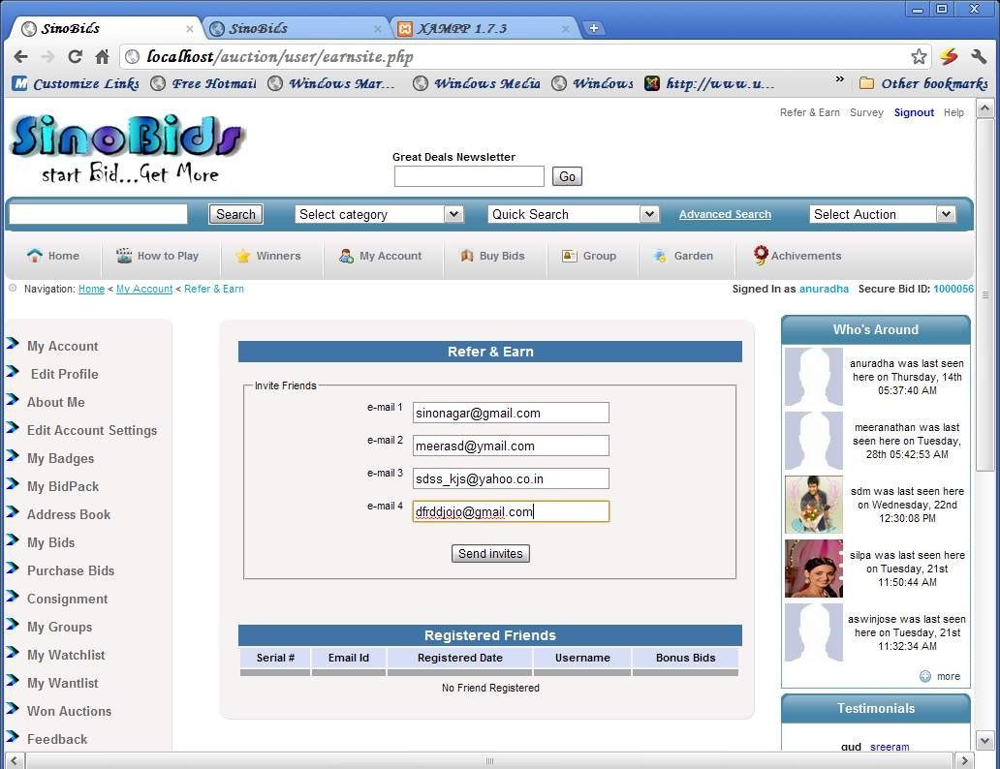 SinoBids
SinoBids
XAMPP 1.7.3
localhost/auction/user/earnsite.php
Customize Links
Free Hotmail
Windows Mar...
Windows Media
Windows
http://www.u...
»
Other bookmarks
SinoBids
start Bid...Get More
Refer & Earn Survey Signout Help
Great Deals Newsletter
Go
Search
Select category
Quick Search
Advanced Search
Select Auction
Home
How to Play
Winners
My Account
Buy Bids
Group
Garden
Achivements
Navigation: Home < My Account < Refer & Earn
Signed In as anuradha Secure Bid ID: 1000056
My Account
Edit Profile
About Me
Edit Account Settings
My Badges
My BidPack
Address Book
My Bids
Purchase Bids
Consignment
My Groups
My Watchlist
My Wantlist
Won Auctions
Feedback
Refer & Earn
Invite Friends
e-mail 1 sinonagar@gmail.com
e-mail 2 meerasd@ymail.com
e-mail 3 sdss_kjs@yahoo.co.in
e-mail 4 dfrddjojo@gmail.com
Send invites
Registered Friends
Serial # Email Id Registered Date Username Bonus Bids
No Friend Registered
Who's Around
anuradha was last seen
here on Thursday, 14th
05:37:40 AM
meeranathan was last
seen here on Tuesday,
28th 05:42:53 AM
sdm was last seen here
on Wednesday, 22nd
12:30:08 PM
silpa was last seen here
on Tuesday, 21st
11:50:44 AM
aswinjose was last seen
here on Tuesday, 21st
11:32:34 AM
more
Testimonials
gud sreeram